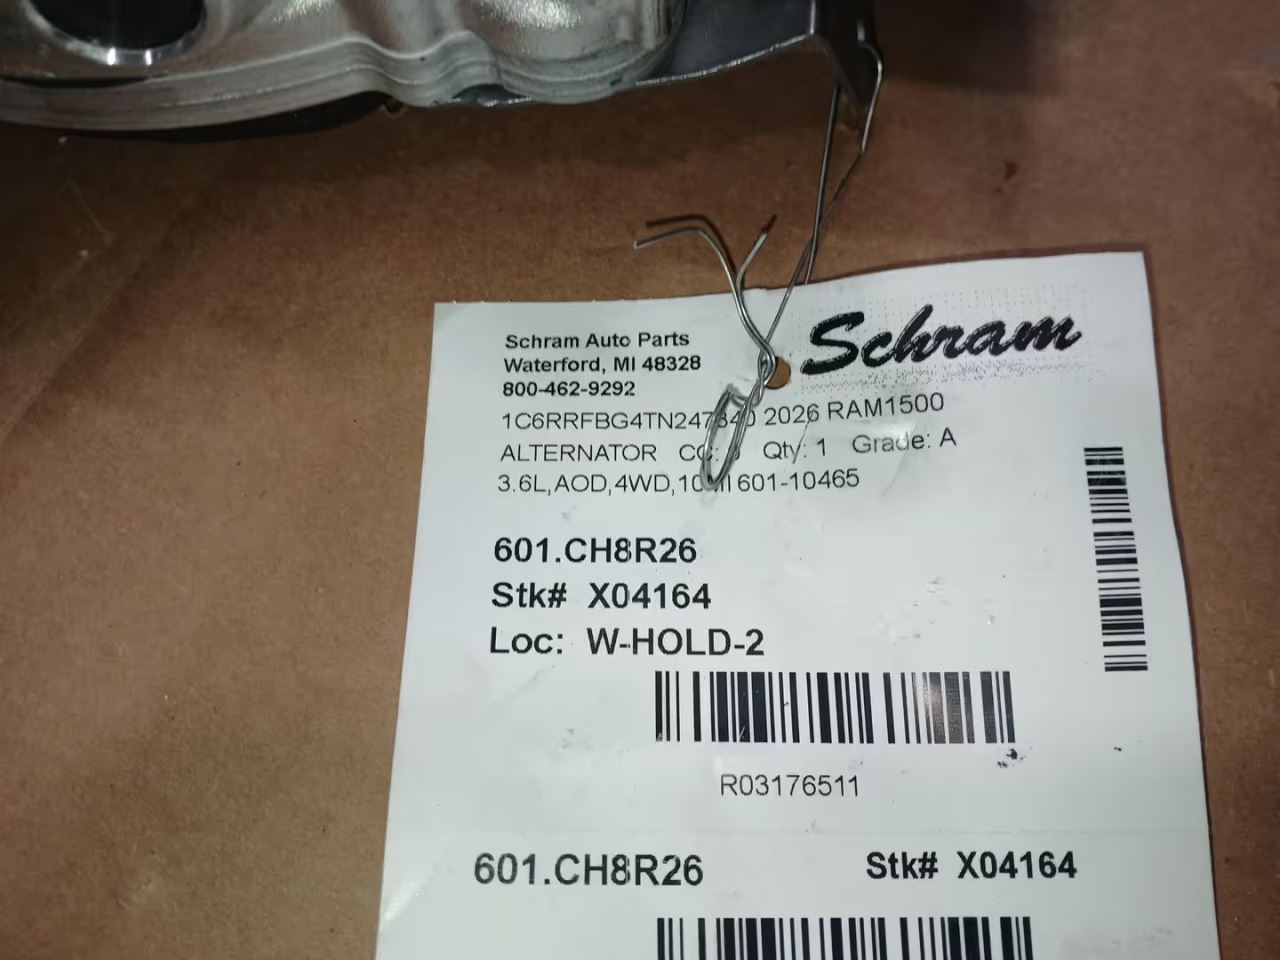 Schram Auto Parts
Waterford, MI 48328
800-462-9292
Schram
1C6RRFBG4TN247840 2026 RAM1500
ALTERNATOR Qty: 1 Grade: A
3.6L,AOD,4WD, 601-10465
601.CH8R26
Stk# X04164
Loc: W-HOLD-2
R03176511
601.CH8R26 Stk# X04164